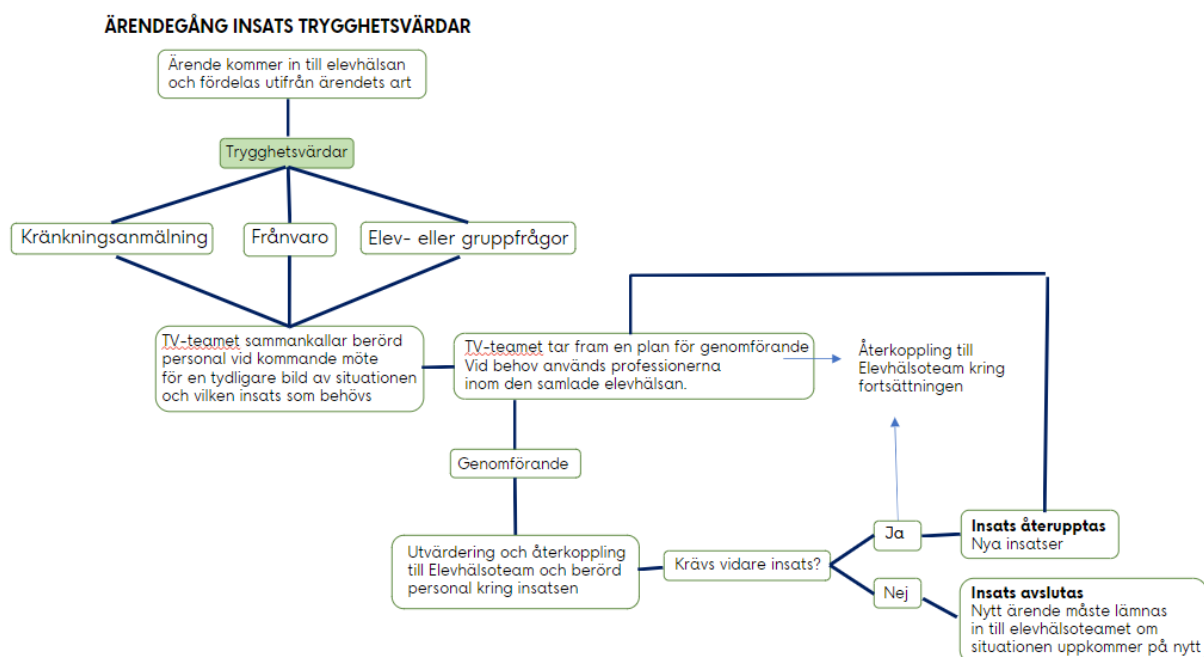 ÄRENDEGÅNG INSATS TRYGGHETSVÄRDAR
Ärende kommer in till elevhälsan
och fördelas utifrån ärendets art
Trygghetsvärdar
Kränkningsanmälning
Frånvaro
Elev- eller gruppfrågor
TV-teamet sammankallar berörd
personal vid kommande möte
för en tydligare bild av situationen
och vilken insats som behövs
TV-teamet tar fram en plan för genomförande
Vid behov används professionerna
inom den samlade elevhälsan.
Återkoppling till
Elevhälsoteam kring
fortsättningen
Genomförande
Utvärdering och återkoppling
till Elevhälsoteam och berörd
personal kring insatsen
Krävs vidare insats?
Ja
Insats återupptas
Nya insatser
Nej
Insats avslutas
Nytt ärende måste lämnas
in till elevhälsoteamet om
situationen uppkommer på nytt